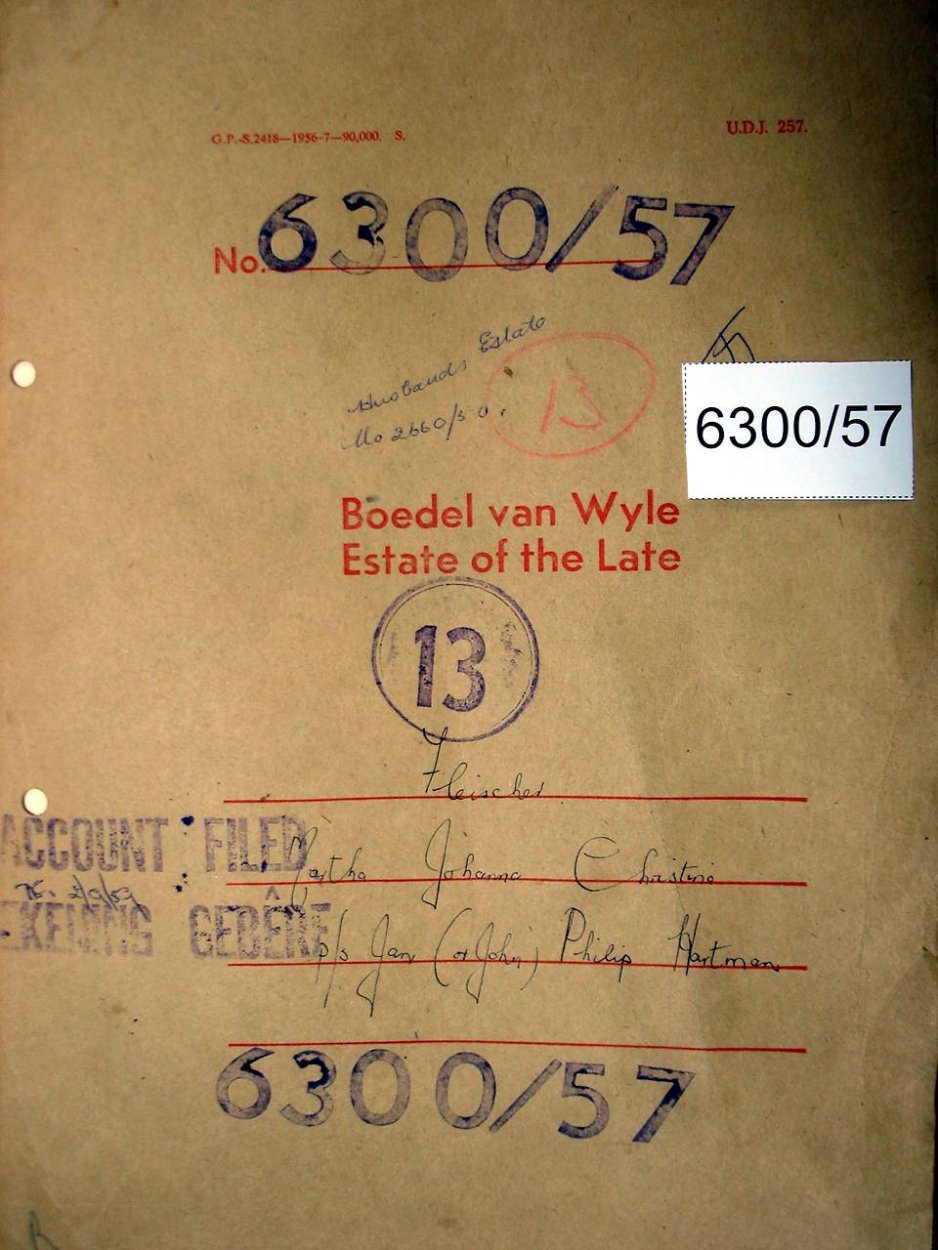 G.P.-S.2418—1956-7—90,000. S.
U.D.J. 257.
No. 6300/57
Husbands Estate
No 2660/50.
13
6300/57
Boedel van Wyle
Estate of the Late
13
Fleischer
ACCOUNT FILED
Martha Johanna Christina
GEBÊRE
p/s Jan (or John) Philip Hartman
6300/57